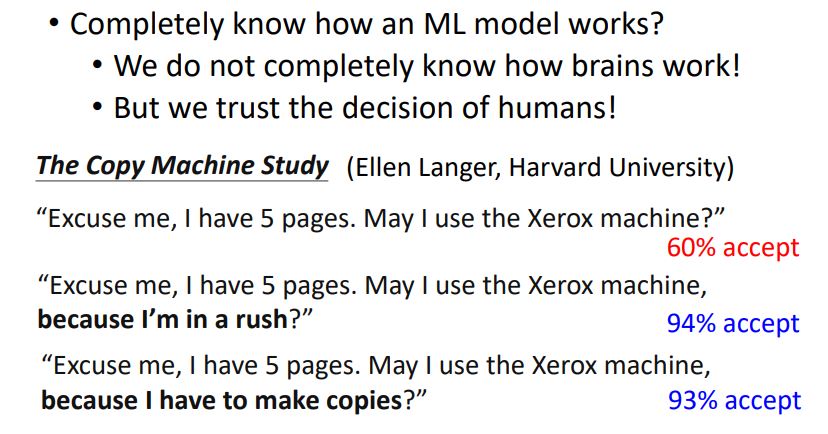 • Completely know how an ML model works?
• We do not completely know how brains work!
• But we trust the decision of humans!
The Copy Machine Study (Ellen Langer, Harvard University)
“Excuse me, I have 5 pages. May I use the Xerox machine?”
60% accept
“Excuse me, I have 5 pages. May I use the Xerox machine,
because I’m in a rush?” 94% accept
“Excuse me, I have 5 pages. May I use the Xerox machine,
because I have to make copies?” 93% accept